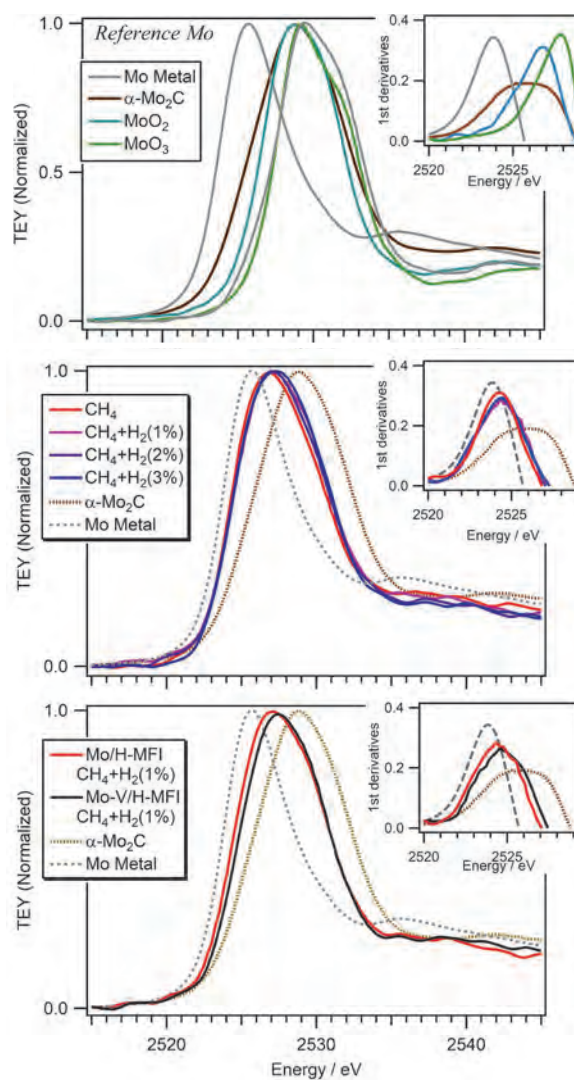 Reference Mo
1.0
0.5
0.0
TEY (Normalized)
Mo Metal
α-Mo₂C
MoO₂
MoO₃
0.4
0.2
0.0
1st derivatives
2520
2525
Energy / eV
2520
2530
2540
1.0
0.0
TEY (Normalized)
CH₄
CH₄+H₂(1%)
CH₄+H₂(2%)
CH₄+H₂(3%)
α-Mo₂C
Mo Metal
0.4
0.2
0.0
1st derivatives
2520
2525
Energy / eV
1.0
0.0
TEY (Normalized)
Mo/H-MFI
CH₄+H₂(1%)
Mo-V/H-MFI
CH₄+H₂(1%)
α-Mo₂C
Mo Metal
0.4
0.2
0.0
1st derivatives
2520
2525
Energy / eV
2520
2530
2540
Energy / eV